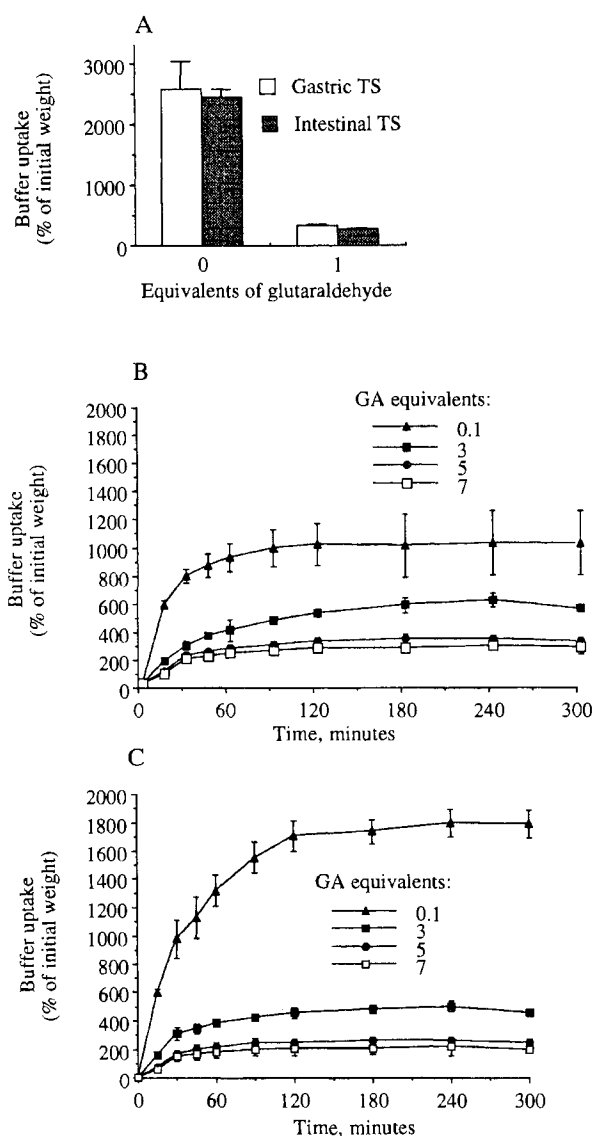 A
Buffer uptake
(% of initial weight)
3000
2000
1000
0
Gastric TS
Intestinal TS
0 1
Equivalents of glutaraldehyde
B
Buffer uptake
(% of initial weight)
2000
1800
1600
1400
1200
1000
800
600
400
200
0
GA equivalents:
0.1
3
5
7
0 60 120 180 240 300
Time, minutes
C
Buffer uptake
(% of initial weight)
2000
1800
1600
1400
1200
1000
800
600
400
200
0
GA equivalents:
0.1
3
5
7
0 60 120 180 240 300
Time, minutes